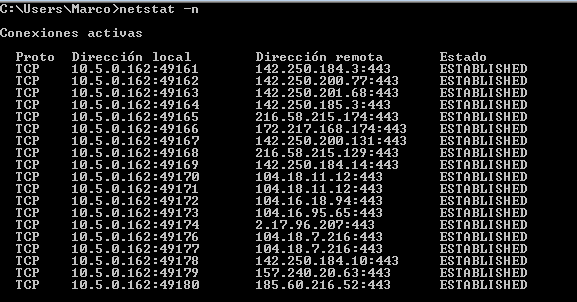 C:\Users\Marco>netstat -n
Conexiones activas
Proto Dirección local Dirección remota Estado
TCP 10.5.0.162:49161 142.250.184.3:443 ESTABLISHED
TCP 10.5.0.162:49162 142.250.200.77:443 ESTABLISHED
TCP 10.5.0.162:49163 142.250.201.68:443 ESTABLISHED
TCP 10.5.0.162:49164 142.250.185.3:443 ESTABLISHED
TCP 10.5.0.162:49165 216.58.215.174:443 ESTABLISHED
TCP 10.5.0.162:49166 172.217.168.174:443 ESTABLISHED
TCP 10.5.0.162:49167 142.250.200.131:443 ESTABLISHED
TCP 10.5.0.162:49168 216.58.215.129:443 ESTABLISHED
TCP 10.5.0.162:49169 142.250.184.14:443 ESTABLISHED
TCP 10.5.0.162:49170 104.18.11.12:443 ESTABLISHED
TCP 10.5.0.162:49171 104.18.11.12:443 ESTABLISHED
TCP 10.5.0.162:49172 104.16.18.94:443 ESTABLISHED
TCP 10.5.0.162:49173 104.16.95.65:443 ESTABLISHED
TCP 10.5.0.162:49174 2.17.96.207:443 ESTABLISHED
TCP 10.5.0.162:49176 104.18.7.216:443 ESTABLISHED
TCP 10.5.0.162:49177 104.18.7.216:443 ESTABLISHED
TCP 10.5.0.162:49178 142.250.184.10:443 ESTABLISHED
TCP 10.5.0.162:49179 157.240.20.63:443 ESTABLISHED
TCP 10.5.0.162:49180 185.60.216.52:443 ESTABLISHED